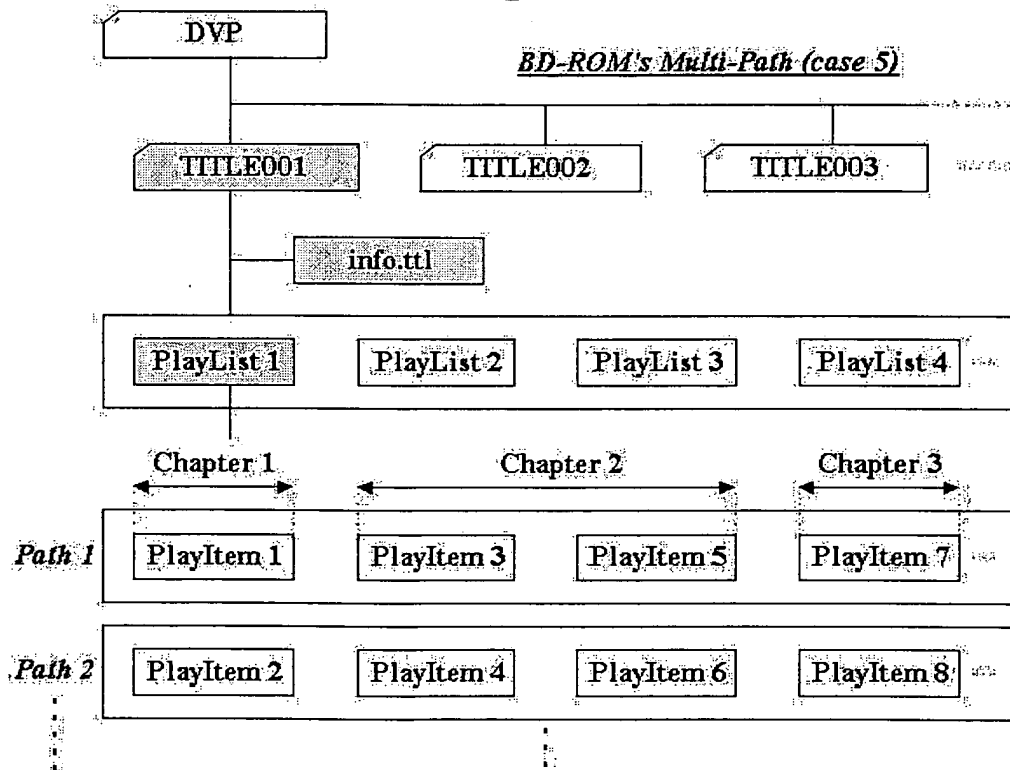 DVP
BD-ROM's Multi-Path (case 5)
TITLE001 TITLE002 TITLE003
info.ttl
PlayList 1 PlayList 2 PlayList 3 PlayList 4
Chapter 1 Chapter 2 Chapter 3
Path 1 PlayItem 1 PlayItem 3 PlayItem 5 PlayItem 7
Path 2 PlayItem 2 PlayItem 4 PlayItem 6 PlayItem 8